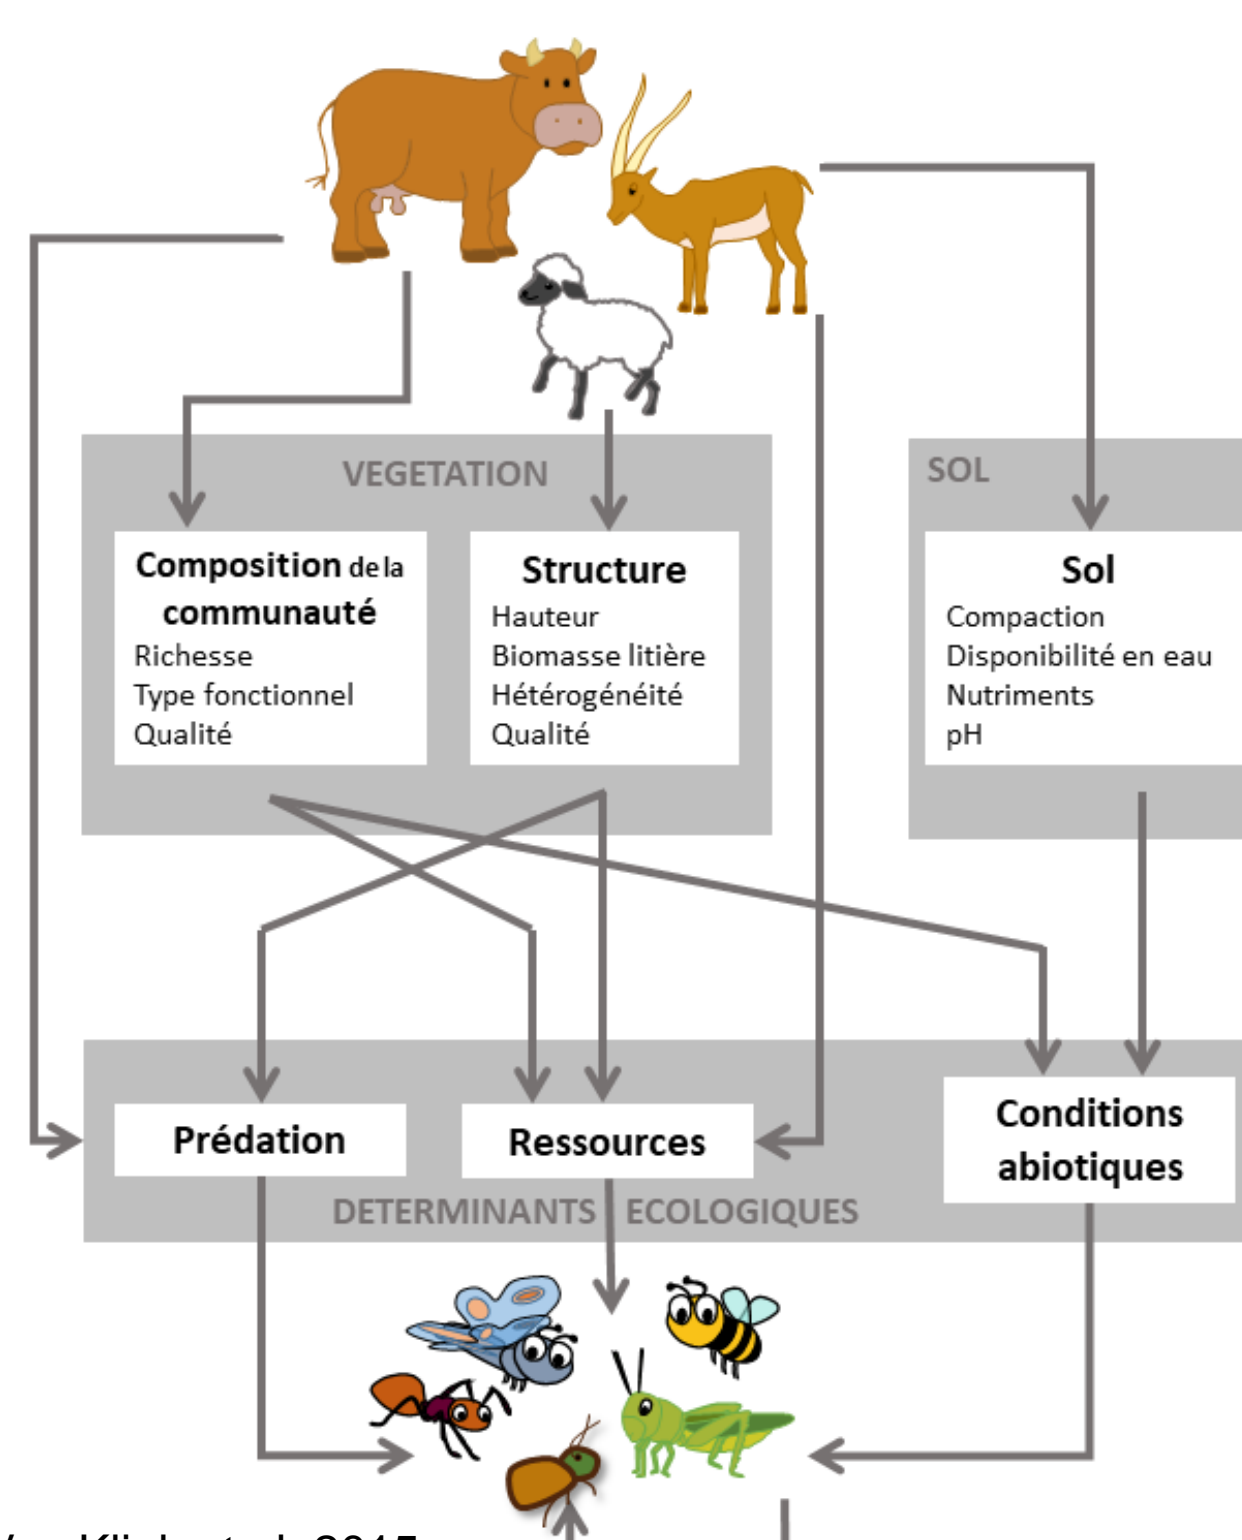 VEGETATION
SOL
Composition de la
communauté
Richesse
Type fonctionnel
Qualité
Structure
Hauteur
Biomasse litière
Hétérogénéité
Qualité
Sol
Compaction
Disponibilité en eau
Nutriments
pH
Prédation
Ressources
Conditions
abiotiques
DETERMINANTS ECOLOGIQUES